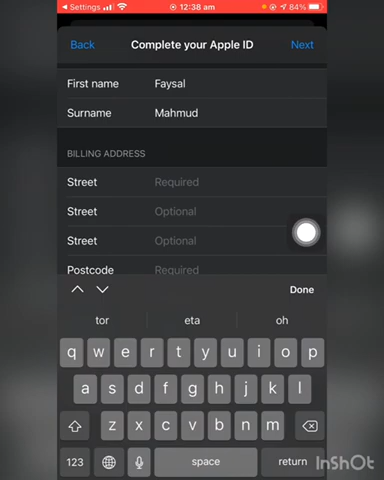 Settings 12:38 am 84%
Back Complete your Apple ID Next
First name Faysal
Surname Mahmud
BILLING ADDRESS
Street Required
Street Optional
Street Optional
Postcode Required
Done
tor eta oh
q w e r t y u i o p
a s d f g h j k l
z x c v b n m
123 space return
InShOt